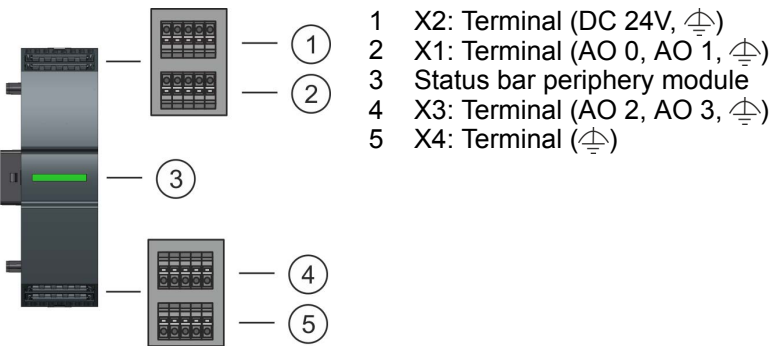 1 X2: Terminal (DC 24V, ⏚)
2 X1: Terminal (AO 0, AO 1, ⏚)
3 Status bar periphery module
4 X3: Terminal (AO 2, AO 3, ⏚)
5 X4: Terminal (⏚)
1
2
3
4
5